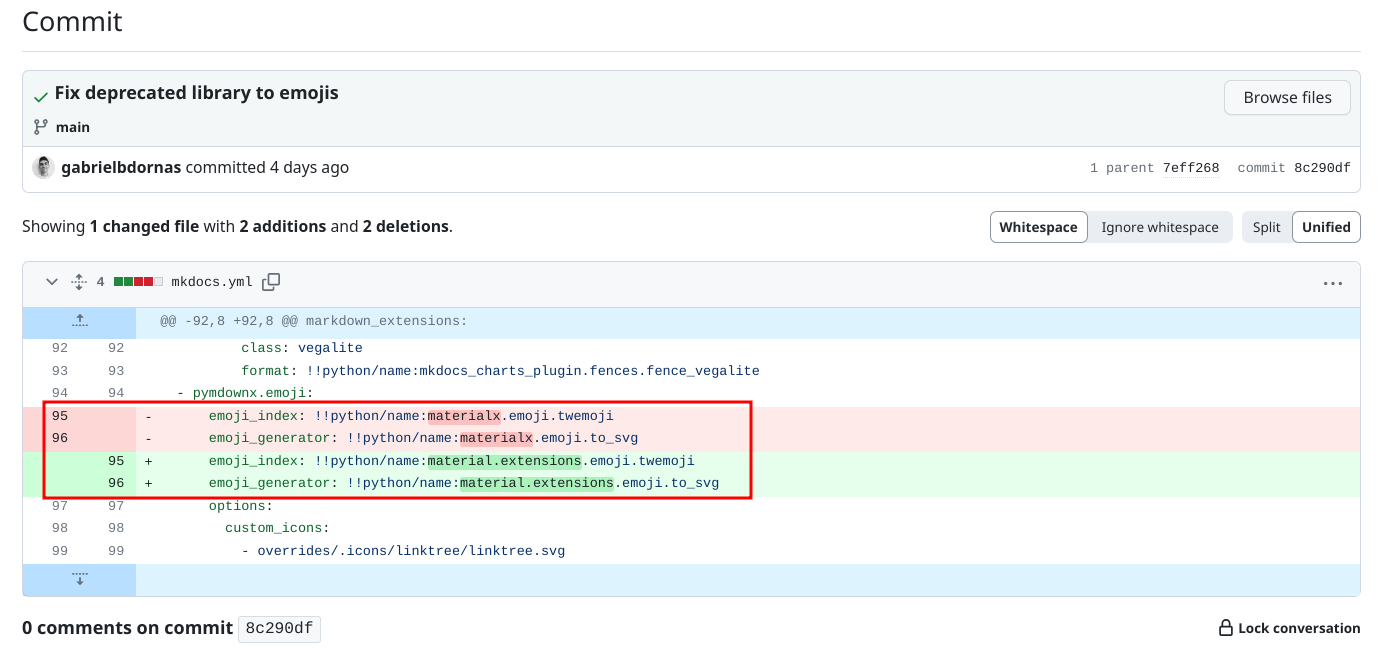 Commit
Fix deprecated library to emojis
Browse files
main
gabrielbdornas committed 4 days ago
1 parent 7eff268 commit 8c290df
Showing 1 changed file with 2 additions and 2 deletions.
Whitespace Ignore whitespace Split Unified
4 mkdocs.yml
@@ -92,8 +92,8 @@ markdown_extensions:
92 92 class: vegalite
93 93 format: !!python/name:mkdocs_charts_plugin.fences.fence_vegalite
94 94 - pymdownx.emoji:
95 - emoji_index: !!python/name:materialx.emoji.twemoji
96 - emoji_generator: !!python/name:materialx.emoji.to_svg
95 + emoji_index: !!python/name:material.extensions.emoji.twemoji
96 + emoji_generator: !!python/name:material.extensions.emoji.to_svg
97 97 options:
98 98 custom_icons:
99 99 - overrides/.icons/linktree/linktree.svg
0 comments on commit 8c290df
Lock conversation